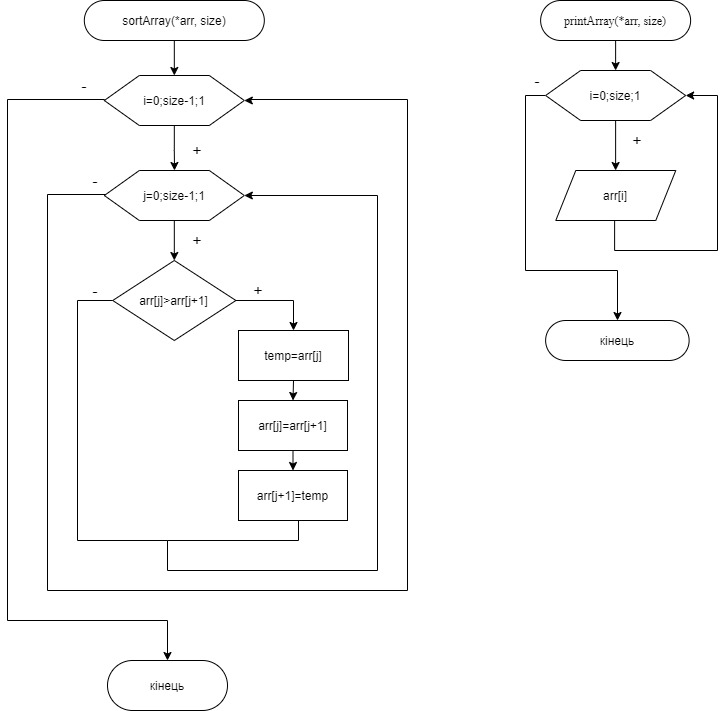 sortArray(*arr, size)
-
i=0;size-1;1
+
-
j=0;size-1;1
+
-
arr[j]>arr[j+1]
+
temp=arr[j]
arr[j]=arr[j+1]
arr[j+1]=temp
кінець
printArray(*arr, size)
-
i=0;size;1
+
arr[i]
кінець